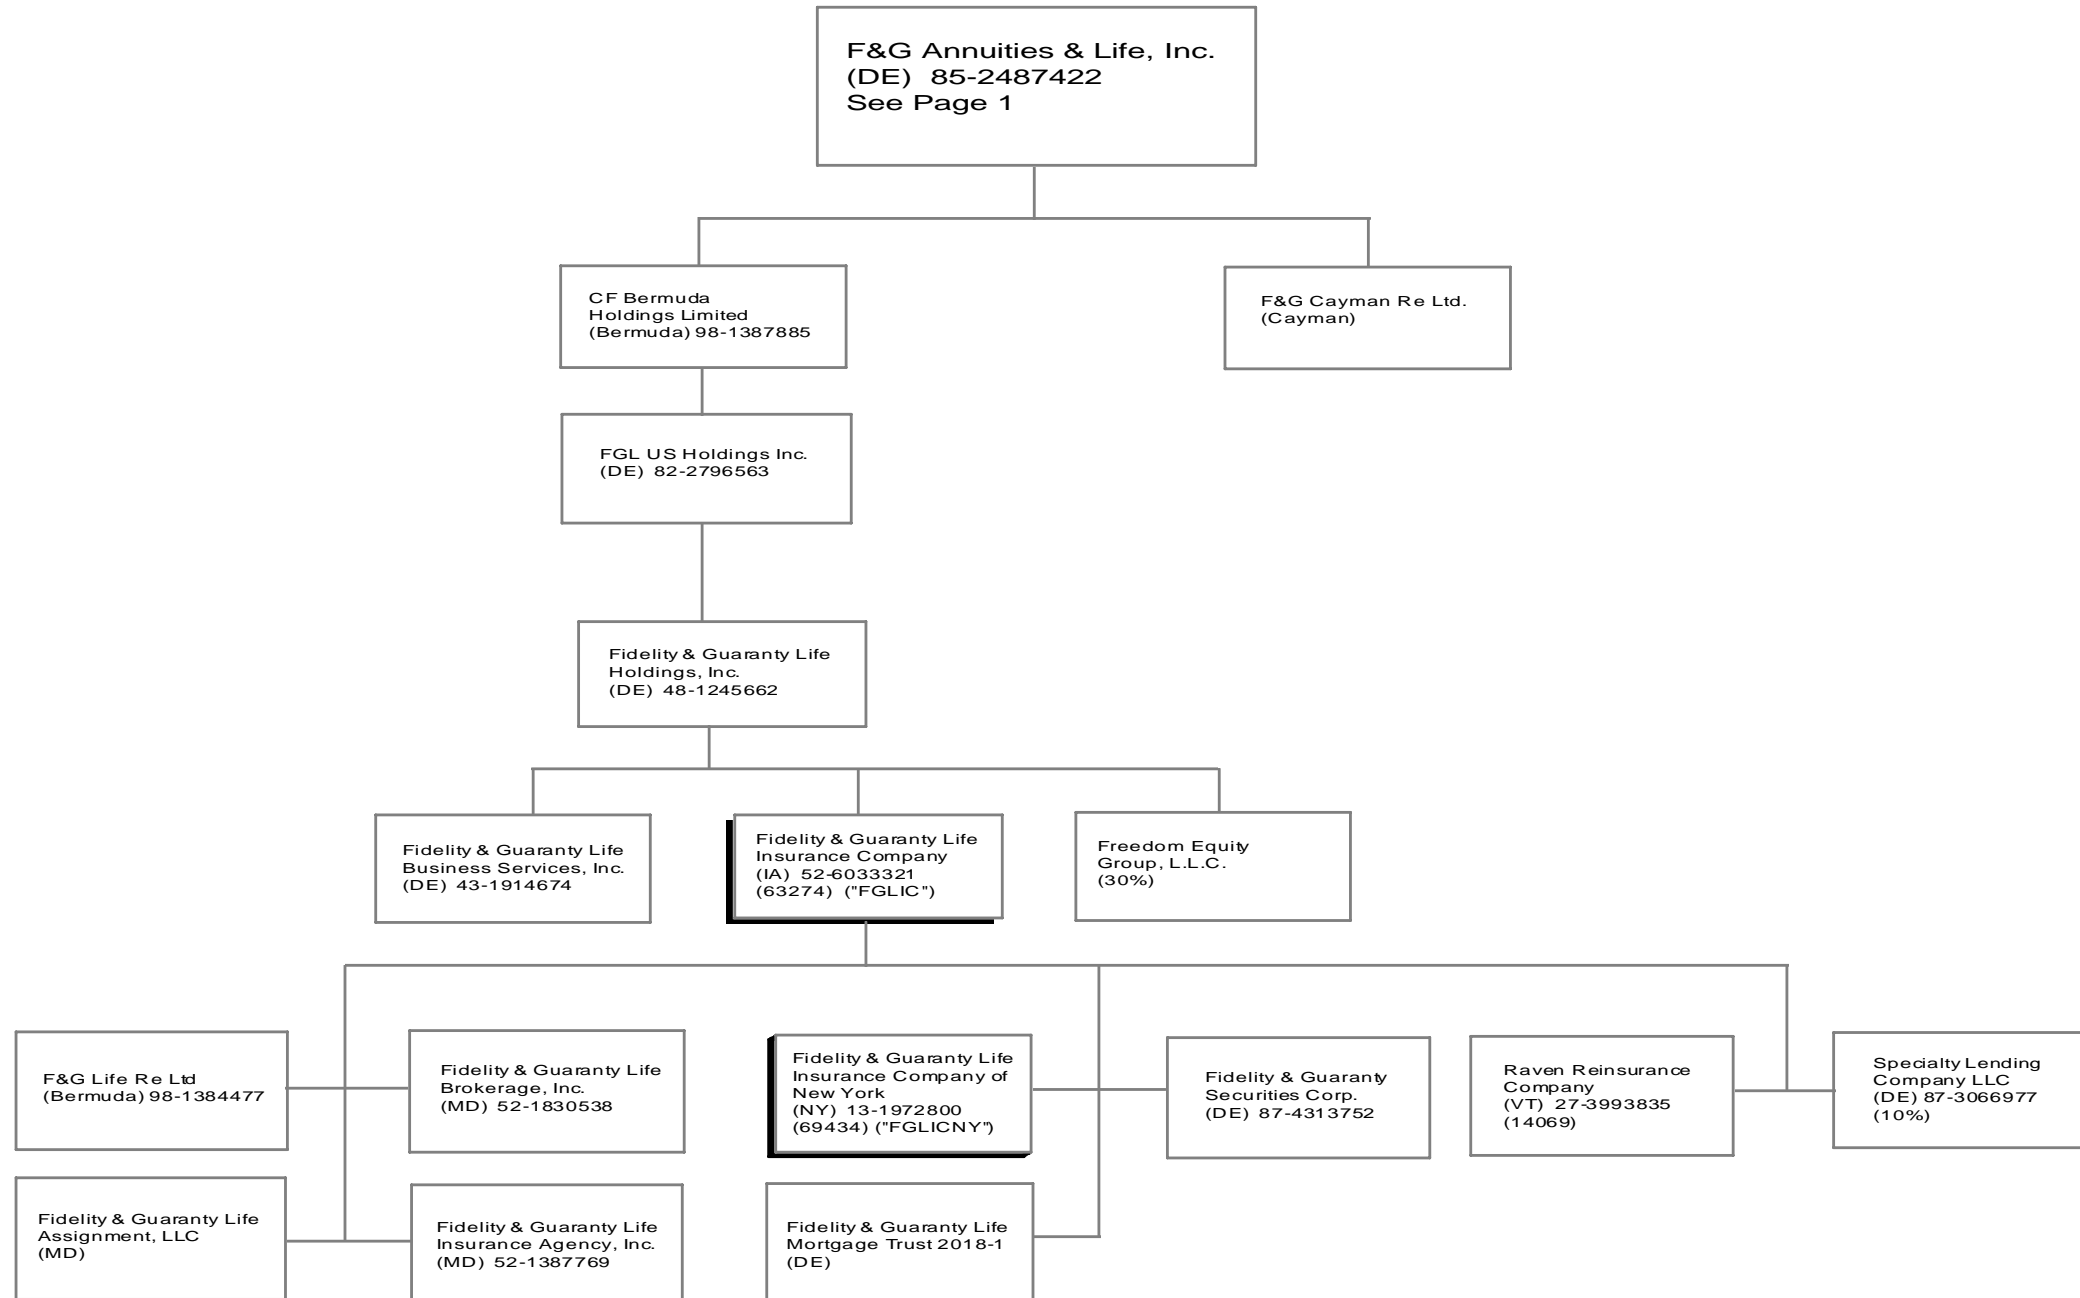 F&G Annuities & Life, Inc.
(DE) 85-2487422
See Page 1
CF Bermuda
Holdings Limited
(Bermuda) 98-1387885
F&G Cayman Re Ltd.
(Cayman)
FGL US Holdings Inc.
(DE) 82-2796563
Fidelity & Guaranty Life
Holdings, Inc.
(DE) 48-1245662
Fidelity & Guaranty Life
Business Services, Inc.
(DE) 43-1914674
Fidelity & Guaranty Life
Insurance Company
(IA) 52-6033321
(63274) ("FGLIC")
Freedom Equity
Group, L.L.C.
(30%)
F&G Life Re Ltd
(Bermuda) 98-1384477
Fidelity & Guaranty Life
Brokerage, Inc.
(MD) 52-1830538
Fidelity & Guaranty Life
Insurance Company of
New York
(NY) 13-1972800
(69434) ("FGLICNY")
Fidelity & Guaranty
Securities Corp.
(DE) 87-4313752
Raven Reinsurance
Company
(VT) 27-3993835
(14069)
Specialty Lending
Company LLC
(DE) 87-3066977
(10%)
Fidelity & Guaranty Life
Assignment, LLC
(MD)
Fidelity & Guaranty Life
Insurance Agency, Inc.
(MD) 52-1387769
Fidelity & Guaranty Life
Mortgage Trust 2018-1
(DE)